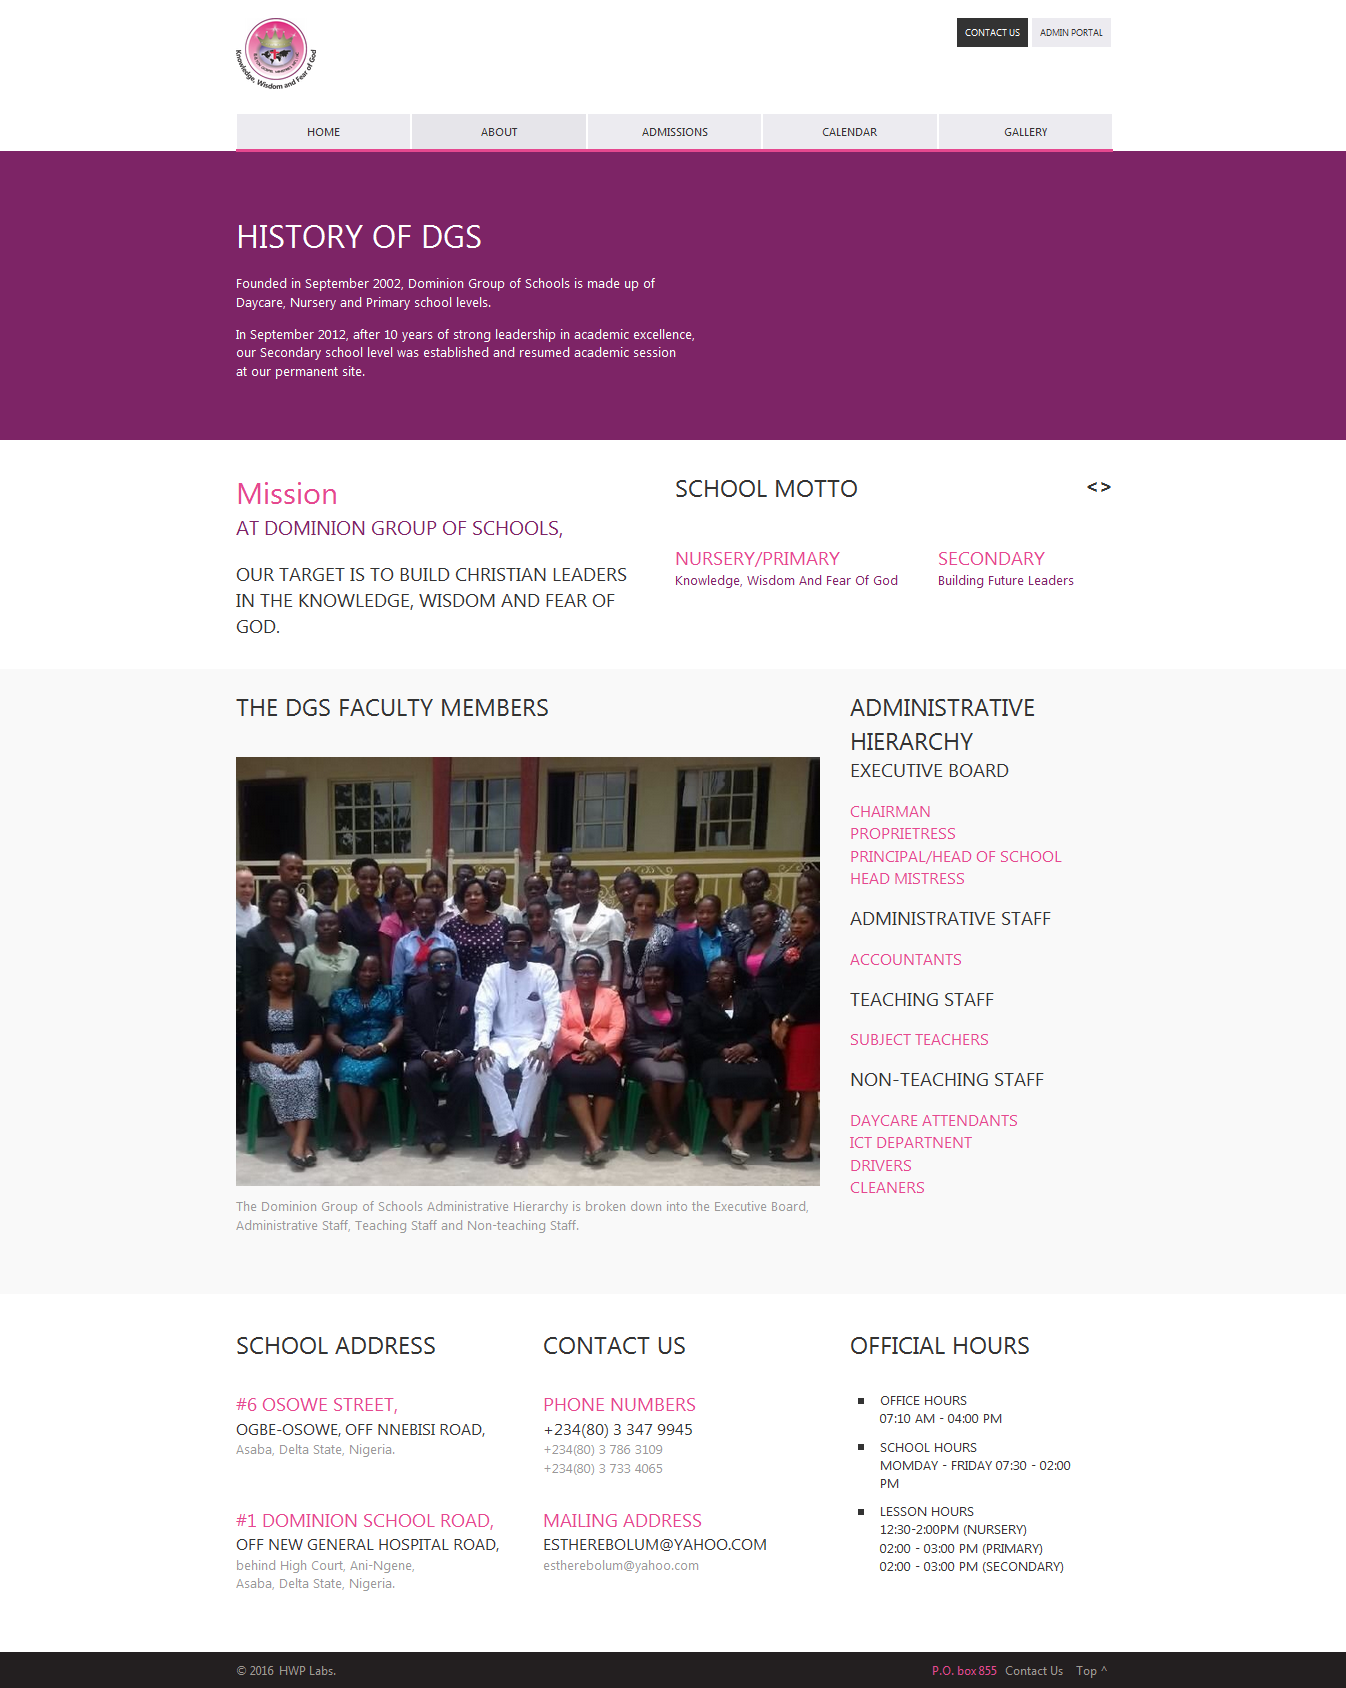 Knowledge, Wisdom and Fear of God
CONTACT US
ADMIN PORTAL
HOME
ABOUT
ADMISSIONS
CALENDAR
GALLERY
HISTORY OF DGS
Founded in September 2002, Dominion Group of Schools is made up of
Daycare, Nursery and Primary school levels.
In September 2012, after 10 years of strong leadership in academic excellence,
our Secondary school level was established and resumed academic session
at our permanent site.
Mission
AT DOMINION GROUP OF SCHOOLS,
OUR TARGET IS TO BUILD CHRISTIAN LEADERS
IN THE KNOWLEDGE, WISDOM AND FEAR OF
GOD.
SCHOOL MOTTO
< >
NURSERY/PRIMARY
Knowledge, Wisdom And Fear Of God
SECONDARY
Building Future Leaders
THE DGS FACULTY MEMBERS
The Dominion Group of Schools Administrative Hierarchy is broken down into the Executive Board,
Administrative Staff, Teaching Staff and Non-teaching Staff.
ADMINISTRATIVE
HIERARCHY
EXECUTIVE BOARD
CHAIRMAN
PROPRIETRESS
PRINCIPAL/HEAD OF SCHOOL
HEAD MISTRESS
ADMINISTRATIVE STAFF
ACCOUNTANTS
TEACHING STAFF
SUBJECT TEACHERS
NON-TEACHING STAFF
DAYCARE ATTENDANTS
ICT DEPARTNENT
DRIVERS
CLEANERS
SCHOOL ADDRESS
#6 OSOWE STREET,
OGBE-OSOWE, OFF NNEBISI ROAD,
Asaba, Delta State, Nigeria.
#1 DOMINION SCHOOL ROAD,
OFF NEW GENERAL HOSPITAL ROAD,
behind High Court, Ani-Ngene,
Asaba, Delta State, Nigeria.
CONTACT US
PHONE NUMBERS
+234(80) 3 347 9945
+234(80) 3 786 3109
+234(80) 3 733 4065
MAILING ADDRESS
ESTHEREBOLUM@YAHOO.COM
estherebolum@yahoo.com
OFFICIAL HOURS
OFFICE HOURS
07:10 AM - 04:00 PM
SCHOOL HOURS
MOMDAY - FRIDAY 07:30 - 02:00
PM
LESSON HOURS
12:30-2:00PM (NURSERY)
02:00 - 03:00 PM (PRIMARY)
02:00 - 03:00 PM (SECONDARY)
© 2016 HWP Labs.
P.O. box 855 Contact Us Top ^